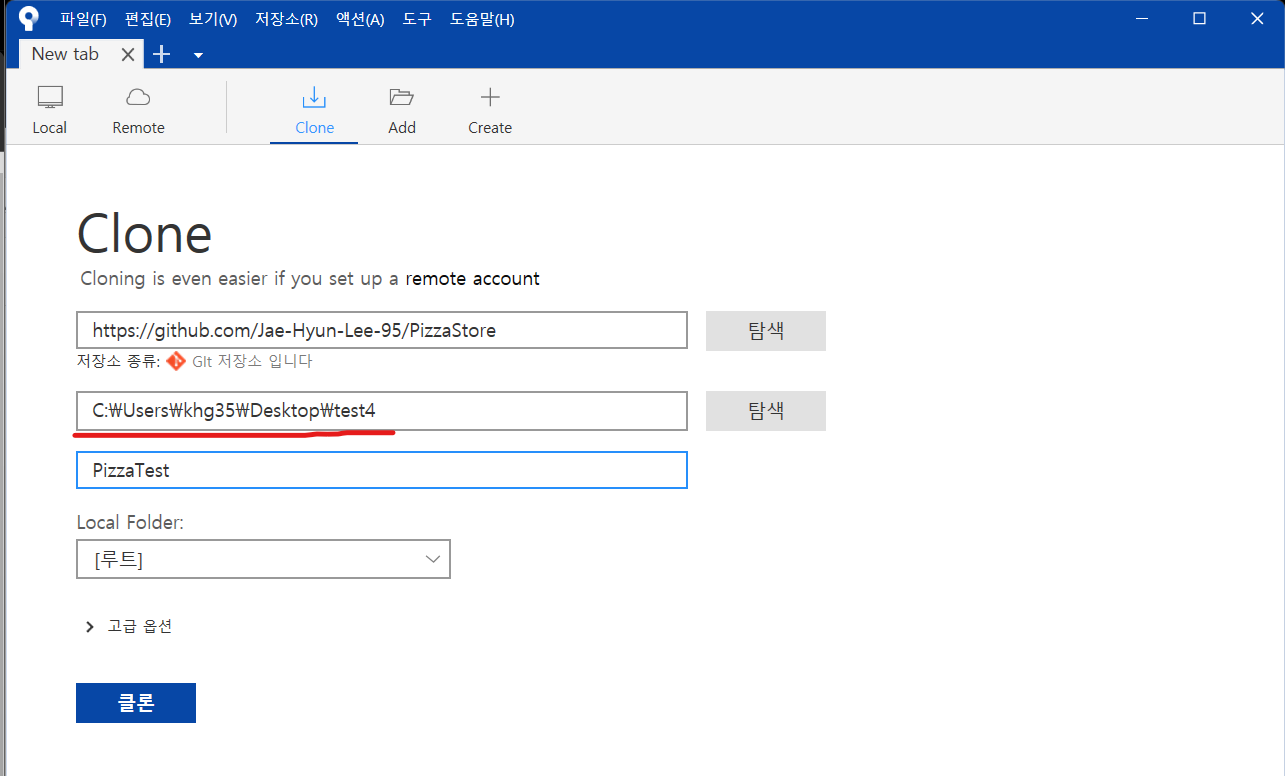 파일(F) 편집(E) 보기(V) 저장소(R) 액션(A) 도구 도움말(H)
New tab
Local Remote Clone Add Create
Clone
Cloning is even easier if you set up a remote account
https://github.com/Jae-Hyun-Lee-95/PizzaStore 탐색
저장소 종류: GIt 저장소 입니다
C:₩Users₩khg35₩Desktop₩test4 탐색
PizzaTest
Local Folder:
[루트]
고급 옵션
클론